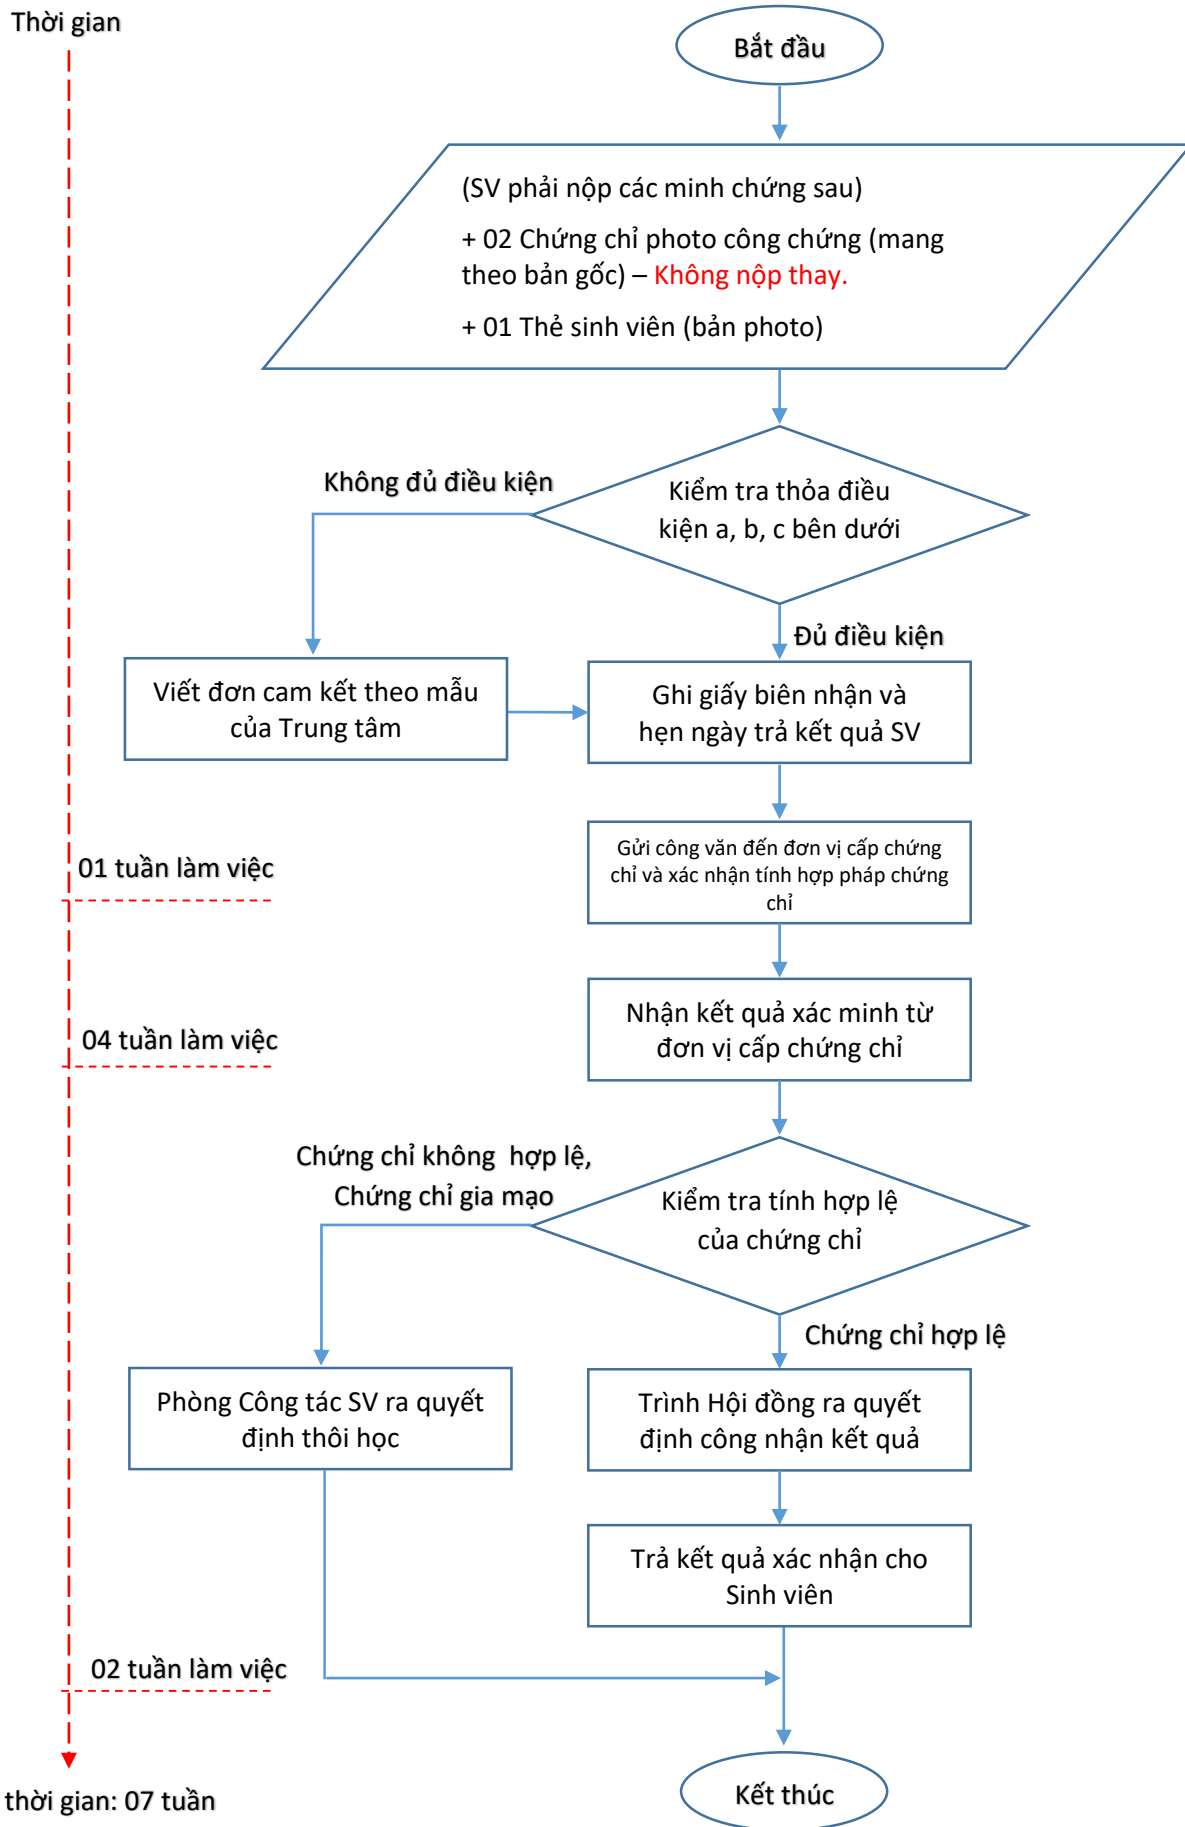 Thời gian
Bắt đầu
(SV phải nộp các minh chứng sau)
+ 02 Chứng chỉ photo công chứng (mang
theo bản gốc) – Không nộp thay.
+ 01 Thẻ sinh viên (bản photo)
Không đủ điều kiện
Kiểm tra thỏa điều
kiện a, b, c bên dưới
Đủ điều kiện
Viết đơn cam kết theo mẫu
của Trung tâm
Ghi giấy biên nhận và
hẹn ngày trả kết quả SV
01 tuần làm việc
Gửi công văn đến đơn vị cấp chứng
chỉ và xác nhận tính hợp pháp chứng
chỉ
04 tuần làm việc
Nhận kết quả xác minh từ
đơn vị cấp chứng chỉ
Chứng chỉ không  hợp lệ,
Chứng chỉ gia mạo
Kiểm tra tính hợp lệ
của chứng chỉ
Chứng chỉ hợp lệ
Phòng Công tác SV ra quyết
định thôi học
Trình Hội đồng ra quyết
định công nhận kết quả
Trả kết quả xác nhận cho
Sinh viên
02 tuần làm việc
Kết thúc
thời gian: 07 tuần